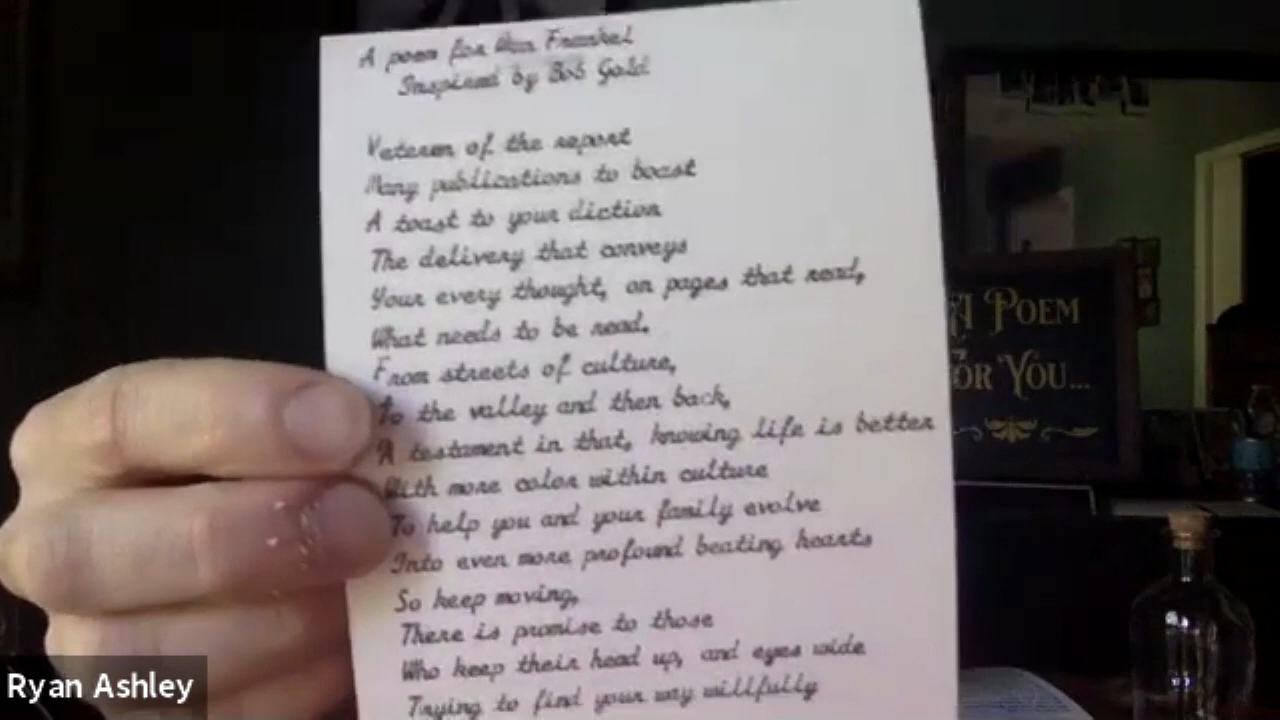 A poem for Frankel
Inspired by Bob Gold
Veteran of the report
Many publications to boast
A toast to your diction
The delivery that conveys
Your every thought, on pages that read,
What needs to be read.
From streets of culture,
To the valley and then back,
A testament in that, knowing life is better
With more color within culture
To help you and your family evolve
Into even more profound beating hearts
So keep moving,
There is promise to those
Who keep their head up, and eyes wide
Trying to find your way willfully
A POEM
FOR YOU...
Ryan Ashley